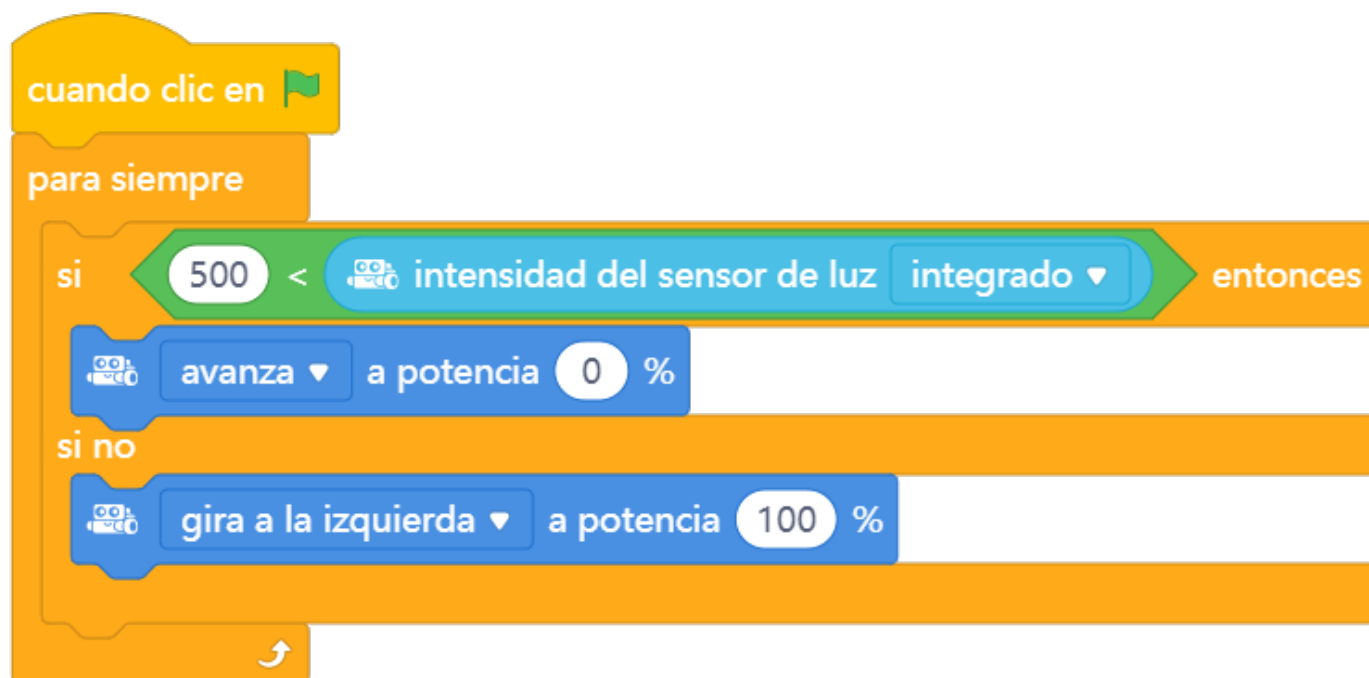 cuando clic en
para siempre
si 500 < intensidad del sensor de luz integrado entonces
avanza a potencia 0 %
si no
gira a la izquierda a potencia 100 %